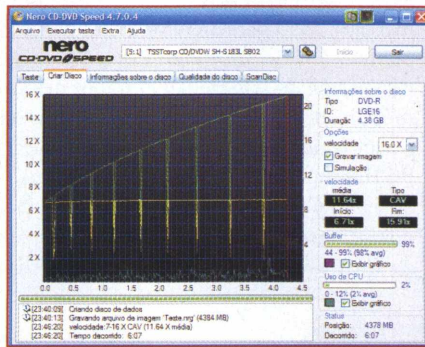 Nero CD-DVD Speed 4.7.0.4
Arquivo Executar teste Extra Ajuda
nero
CD-DVD SPEED
[5:1] TSSTcorp CD/DVDW SH-S183L SB02
Início
Sair
Teste
Criar Disco
Informações sobre o disco
Qualidade do disco
ScanDisc
16 X
14 X
12 X
10 X
8 X
6 X
4 X
2 X
20
16
12
8
4
0.0 0.5 1.0 1.5 2.0 2.5 3.0 3.5 4.0 4.5
Informações sobre o disco
Tipo DVD-R
ID: LGE16
Duração: 4.38 GB
Opções
velocidade 16.0 X
Gravar imagem
Simulação
velocidade
média Tipo
11.64x CAV
Início: Fim:
6.71x 15.91x
Buffer
99%
44 - 99% (98% avg)
Exibir gráfico
Uso de CPU
2%
0 - 12% (2% avg)
Exibir gráfico
Status
Posição: 4378 MB
Decorrido: 6:07
[23:40:09] Criando disco de dados
[23:40:13] Gravando arquivo de imagem 'Teste.nrg' (4384 MB)
[23:46:20] velocidade:7-16 X CAV (11.64 X média)
[23:46:20] Tempo decorrido: 6:07